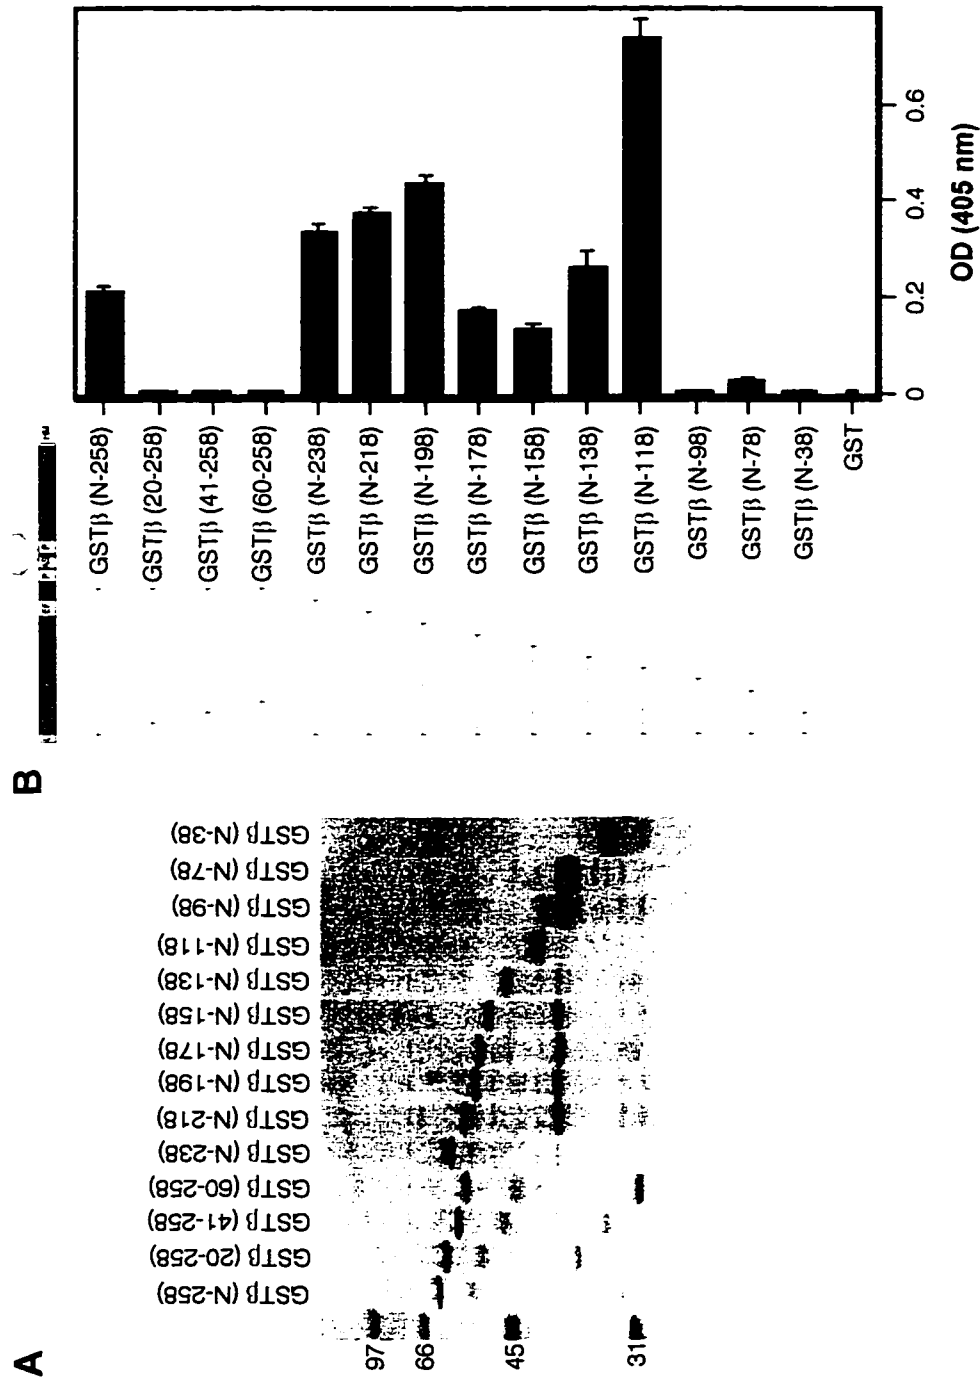 A
GSTβ (N-258)
GSTβ (20-258)
GSTβ (41-258)
GSTβ (60-258)
GSTβ (N-238)
GSTβ (N-218)
GSTβ (N-198)
GSTβ (N-178)
GSTβ (N-158)
GSTβ (N-138)
GSTβ (N-118)
GSTβ (N-98)
GSTβ (N-78)
GSTβ (N-38)
97
66
45
31
B
GSTβ (N-258)
GSTβ (20-258)
GSTβ (41-258)
GSTβ (60-258)
GSTβ (N-238)
GSTβ (N-218)
GSTβ (N-198)
GSTβ (N-178)
GSTβ (N-158)
GSTβ (N-138)
GSTβ (N-118)
GSTβ (N-98)
GSTβ (N-78)
GSTβ (N-38)
GST
0
0.2
0.4
0.6
OD (405 nm)